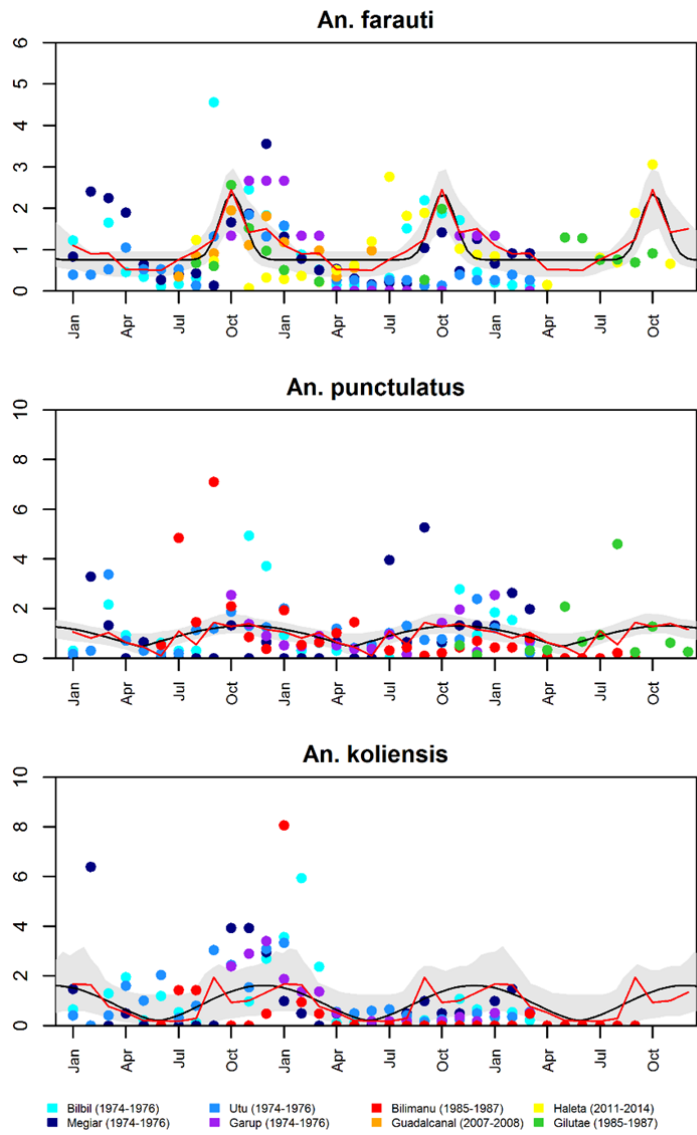 An. farauti
6
5
4
3
2
1
0
Jan Apr Jul Oct Jan Apr Jul Oct Jan Apr Jul Oct
An. punctulatus
10
8
6
4
2
0
Jan Apr Jul Oct Jan Apr Jul Oct Jan Apr Jul Oct
An. koliensis
10
8
6
4
2
0
Jan Apr Jul Oct Jan Apr Jul Oct Jan Apr Jul Oct
Bilbil (1974-1976) Utu (1974-1976) Bilimanu (1985-1987) Haleta (2011-2014)
Megiar (1974-1976) Garup (1974-1976) Guadalcanal (2007-2008) Gilutae (1985-1987)